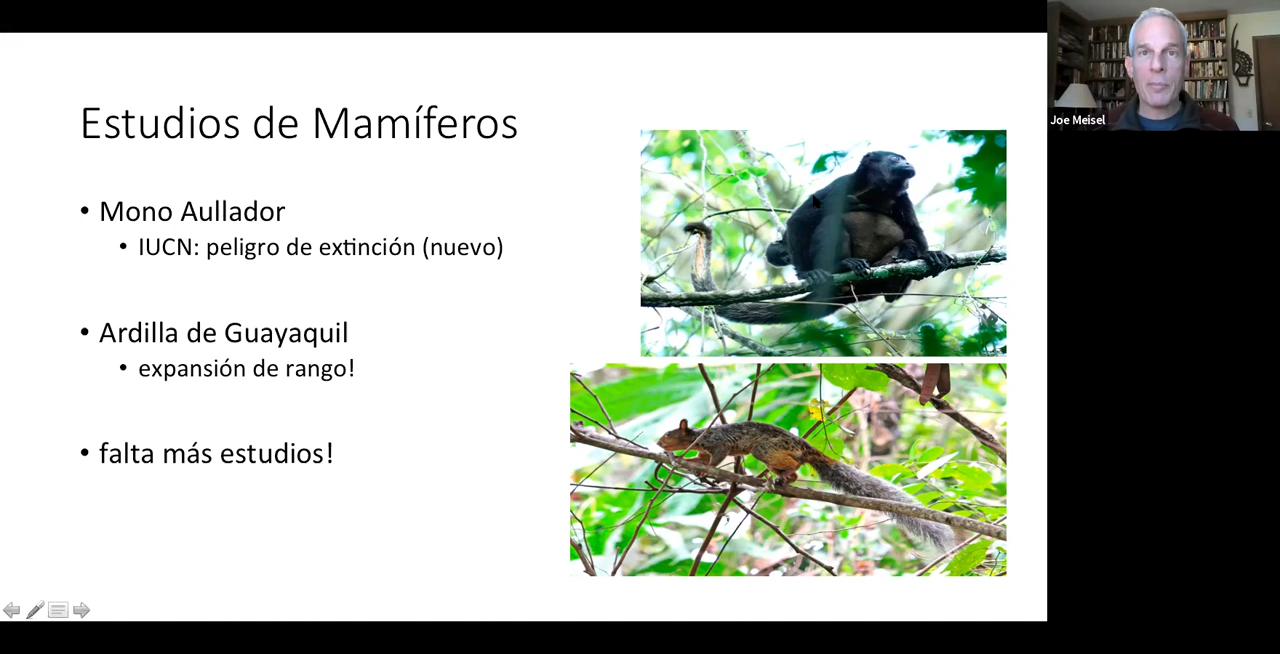 Estudios de Mamíferos
• Mono Aullador
• IUCN: peligro de extinción (nuevo)
• Ardilla de Guayaquil
• expansión de rango!
• falta más estudios!
Joe Meisel